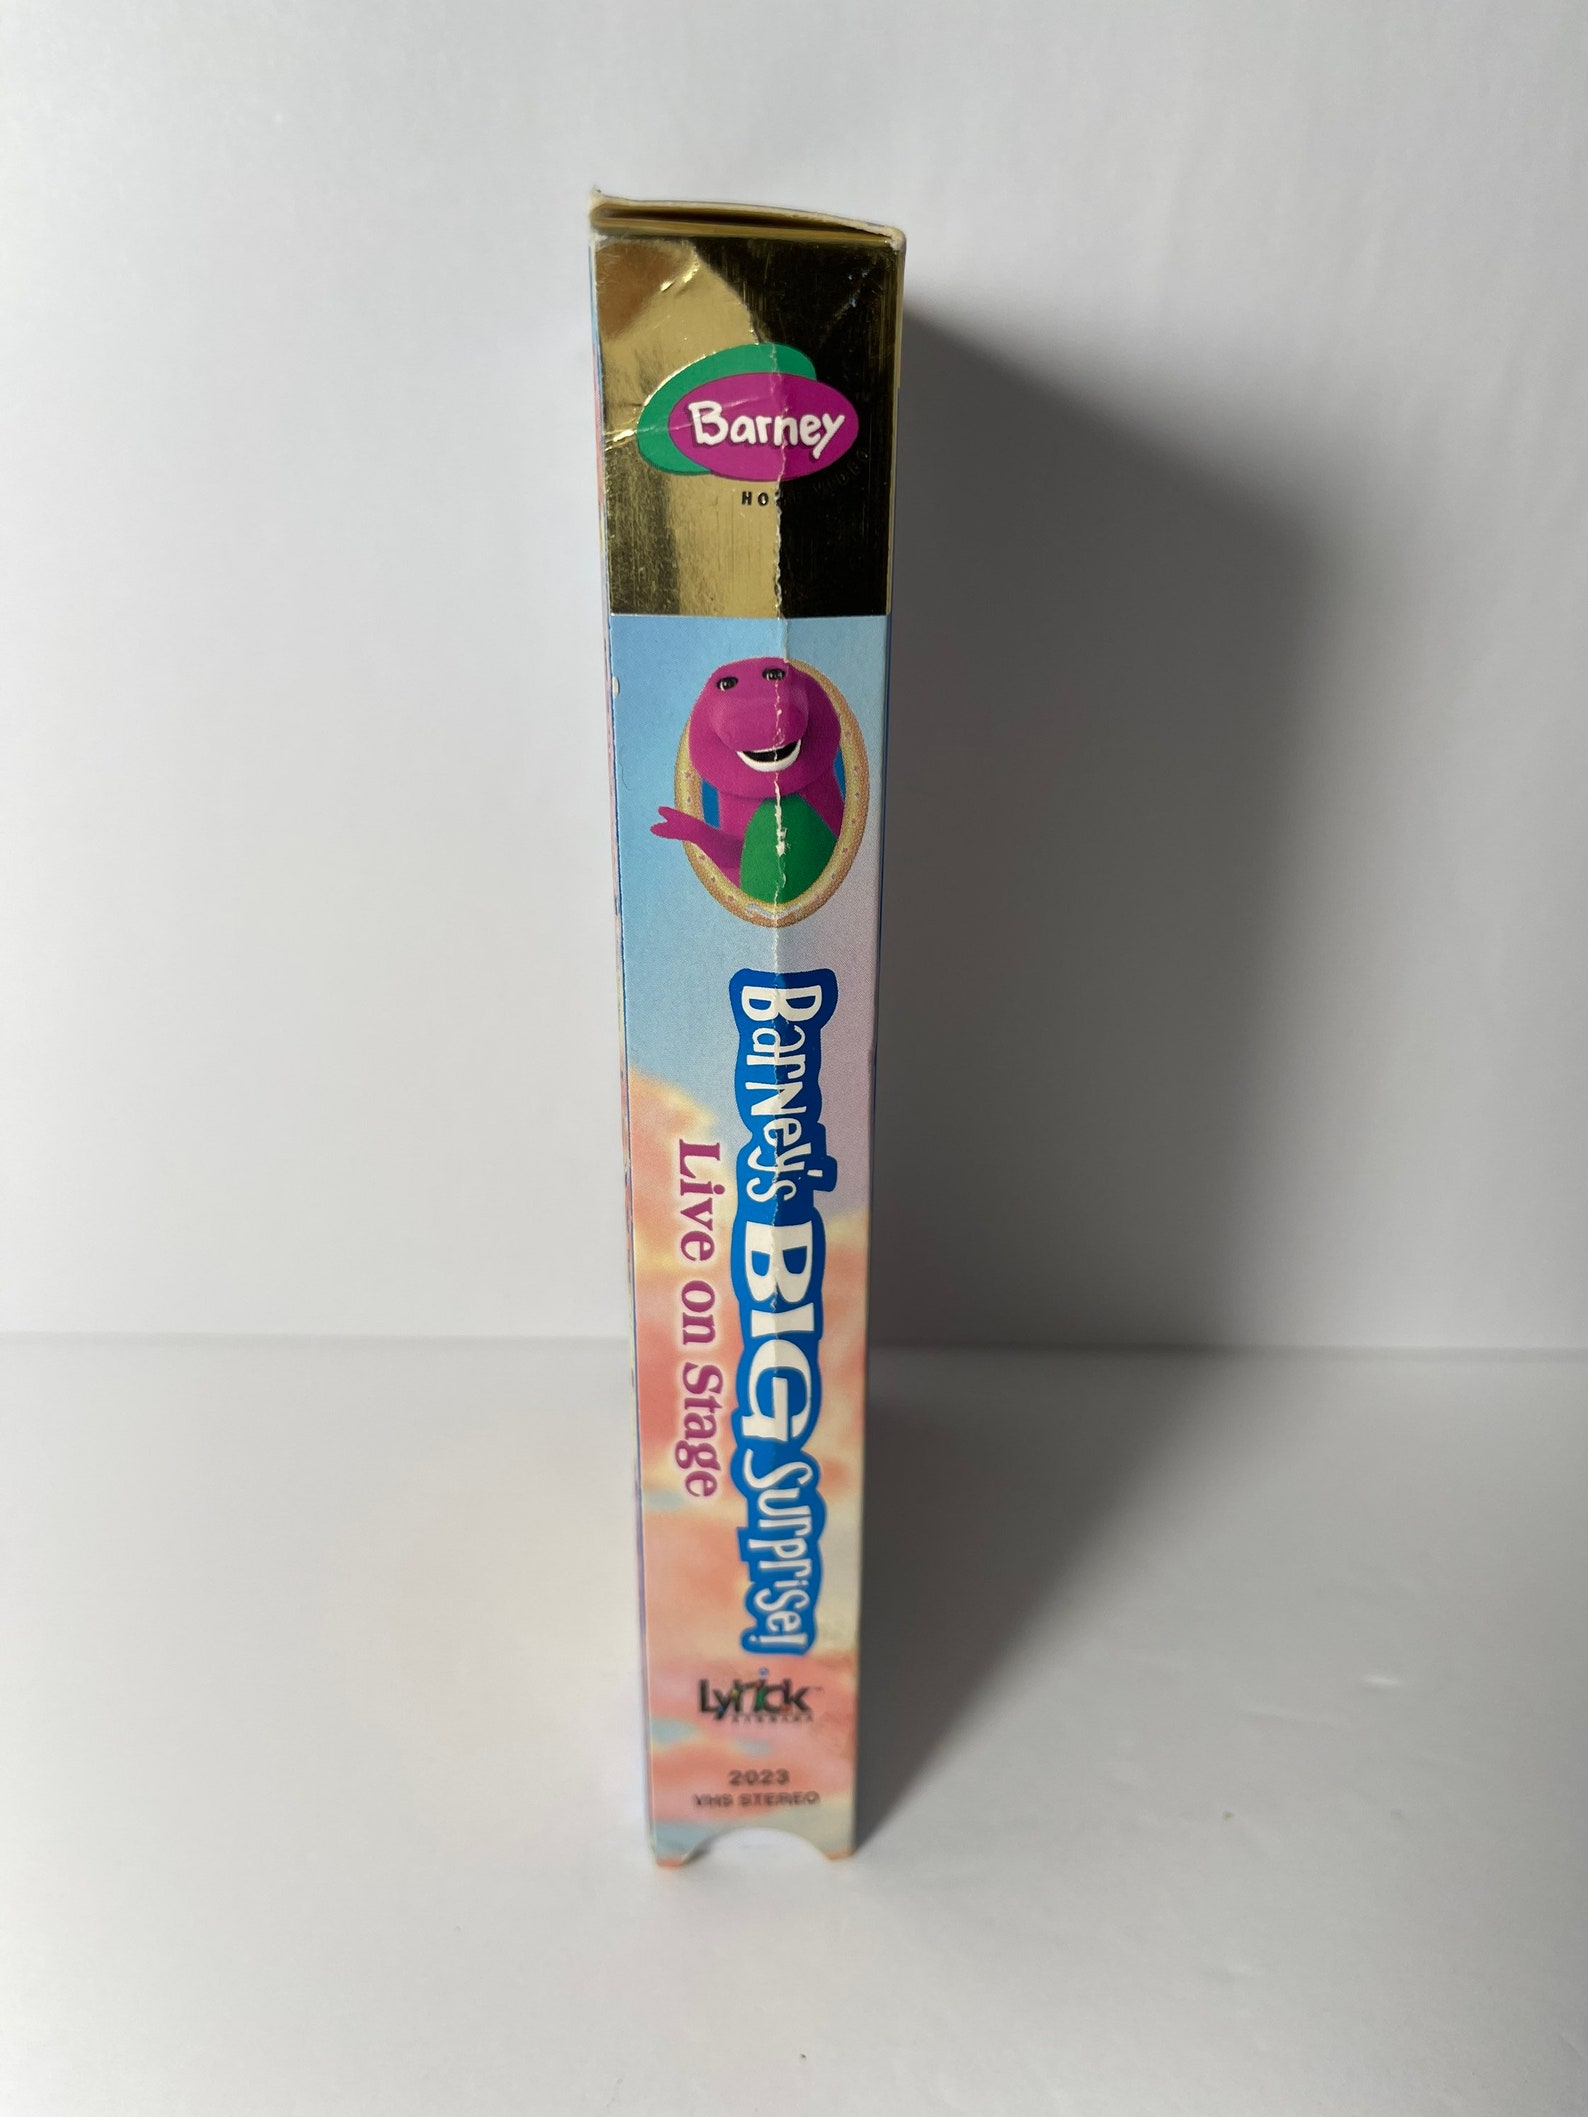 Barney
Barney's BIG Surprise!
Live on Stage
Lyrick
2023
VHS STEREO